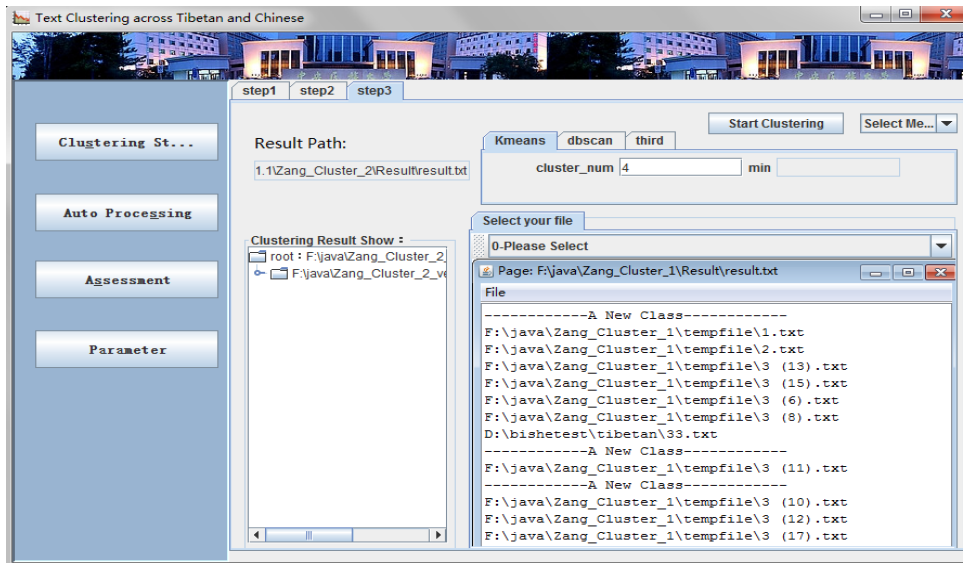 Text Clustering across Tibetan and Chinese
step1 step2 step3
Clustering St...
Auto Processing
Assessment
Parameter
Result Path:
1.1\Zang_Cluster_2\Result\result.txt
Start Clustering
Select Me...
Kmeans dbscan third
cluster_num 4 min
Clustering Result Show :
root : F:\java\Zang_Cluster_2_
F:\java\Zang_Cluster_2_ve
Select your file
0-Please Select
Page: F:\java\Zang_Cluster_1\Result\result.txt
File
------------A New Class------------
F:\java\Zang_Cluster_1\tempfile\1.txt
F:\java\Zang_Cluster_1\tempfile\2.txt
F:\java\Zang_Cluster_1\tempfile\3 (13).txt
F:\java\Zang_Cluster_1\tempfile\3 (15).txt
F:\java\Zang_Cluster_1\tempfile\3 (6).txt
F:\java\Zang_Cluster_1\tempfile\3 (8).txt
D:\bishetest\tibetan\33.txt
------------A New Class------------
F:\java\Zang_Cluster_1\tempfile\3 (11).txt
------------A New Class------------
F:\java\Zang_Cluster_1\tempfile\3 (10).txt
F:\java\Zang_Cluster_1\tempfile\3 (12).txt
F:\java\Zang_Cluster_1\tempfile\3 (17).txt